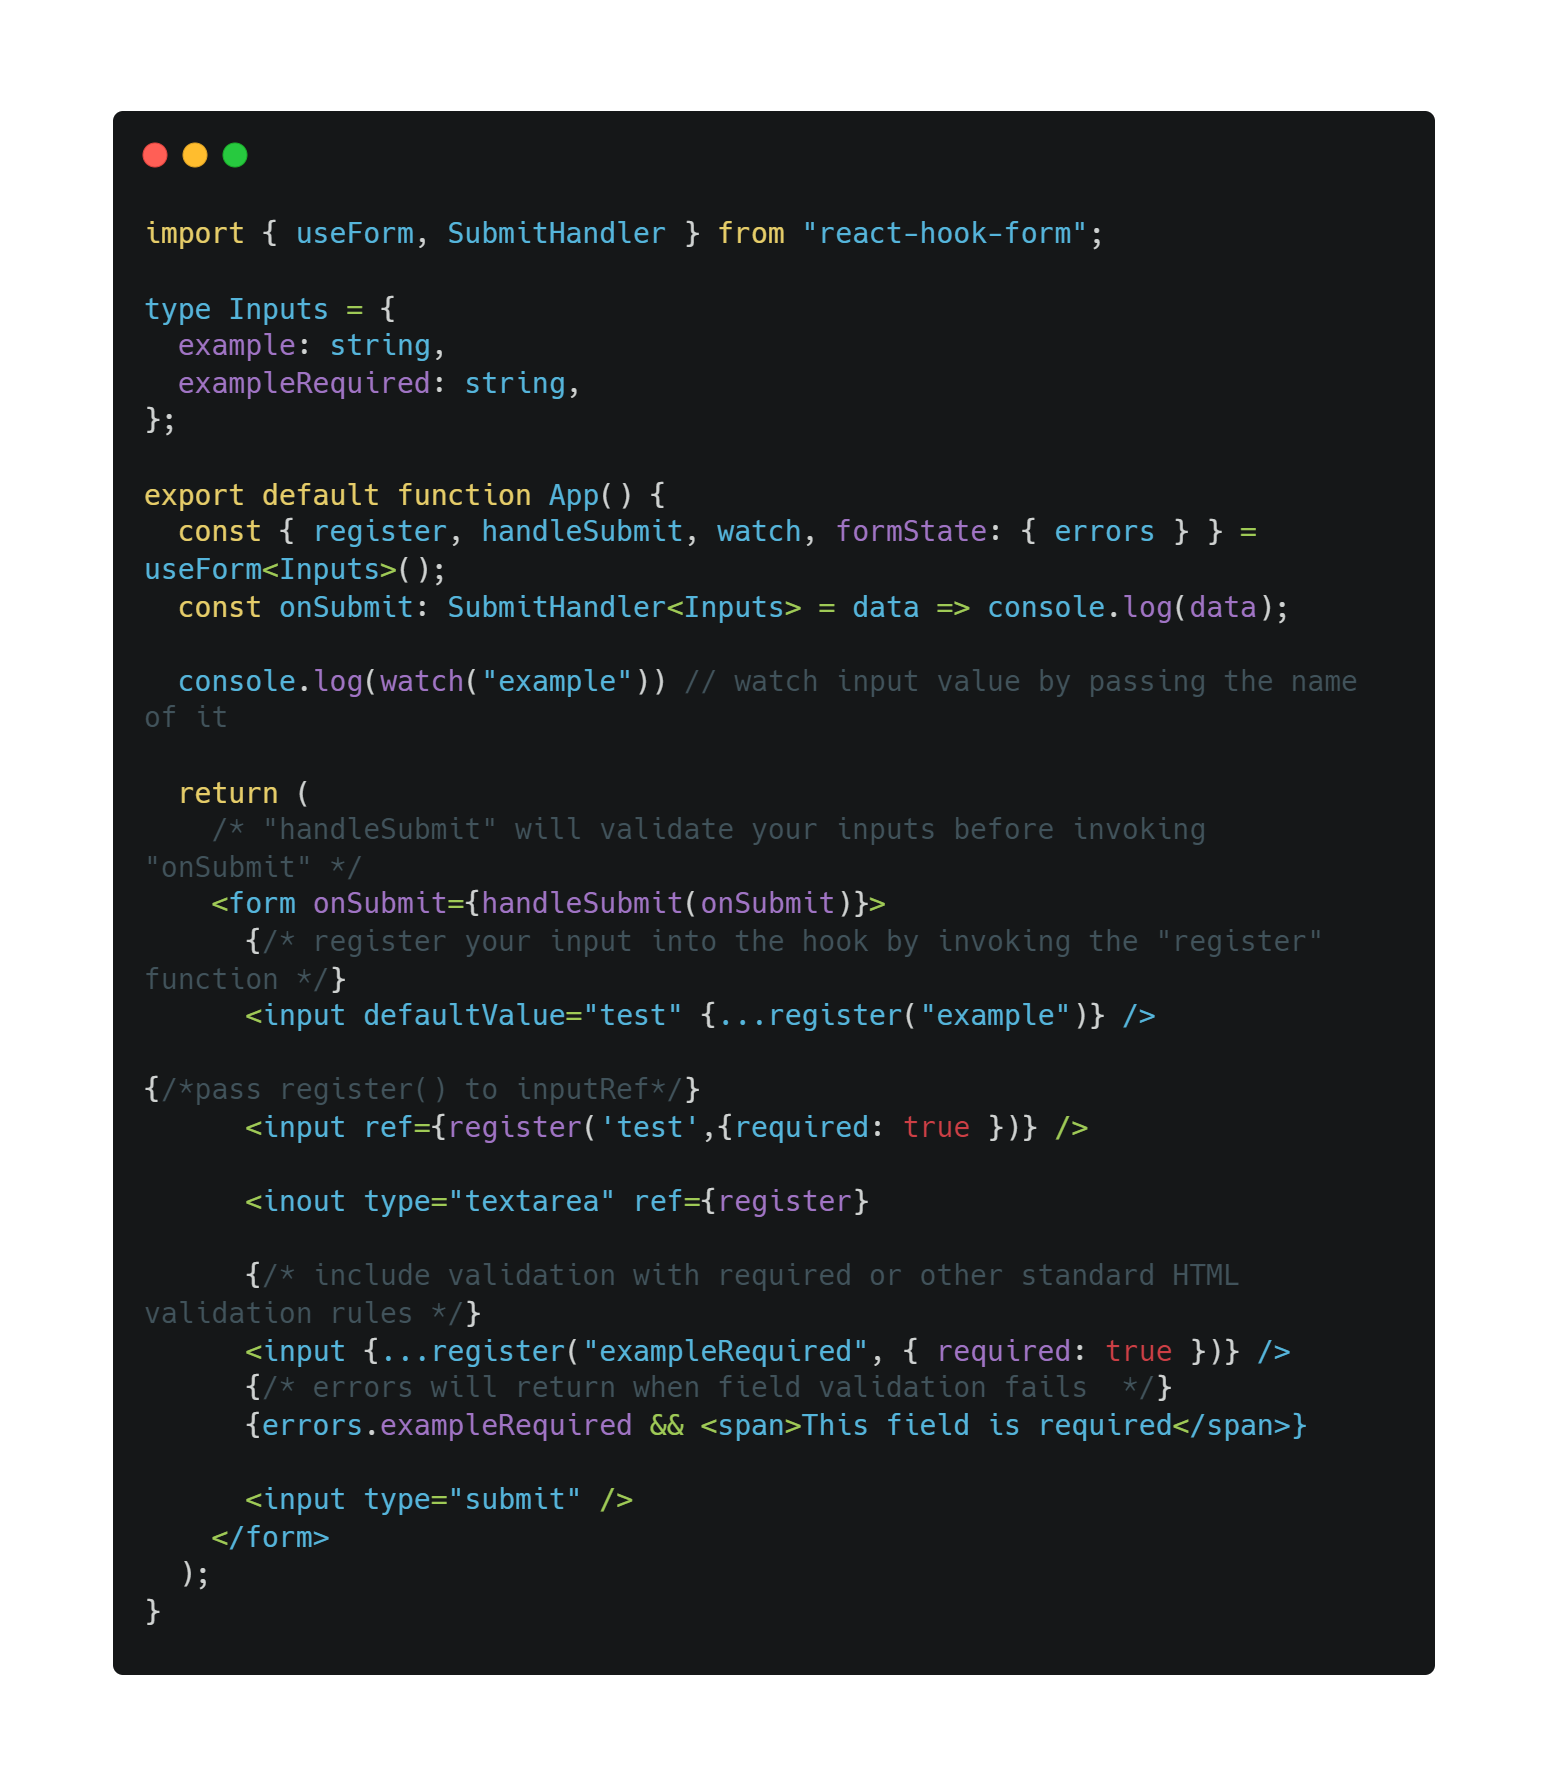 import { useForm, SubmitHandler } from "react-hook-form";
type Inputs = {
  example: string,
  exampleRequired: string,
};
export default function App() {
  const { register, handleSubmit, watch, formState: { errors } } =
useForm<Inputs>();
  const onSubmit: SubmitHandler<Inputs> = data => console.log(data);
  console.log(watch("example")) // watch input value by passing the name
of it
  return (
    /* "handleSubmit" will validate your inputs before invoking
"onSubmit" */
    <form onSubmit={handleSubmit(onSubmit)}>
      {/* register your input into the hook by invoking the "register"
function */}
      <input defaultValue="test" {...register("example")} />
{/*pass register() to inputRef*/}
      <input ref={register('test',{required: true })} />
      <inout type="textarea" ref={register}
      {/* include validation with required or other standard HTML
validation rules */}
      <input {...register("exampleRequired", { required: true })} />
      {/* errors will return when field validation fails  */}
      {errors.exampleRequired && <span>This field is required</span>}
      <input type="submit" />
    </form>
  );
}